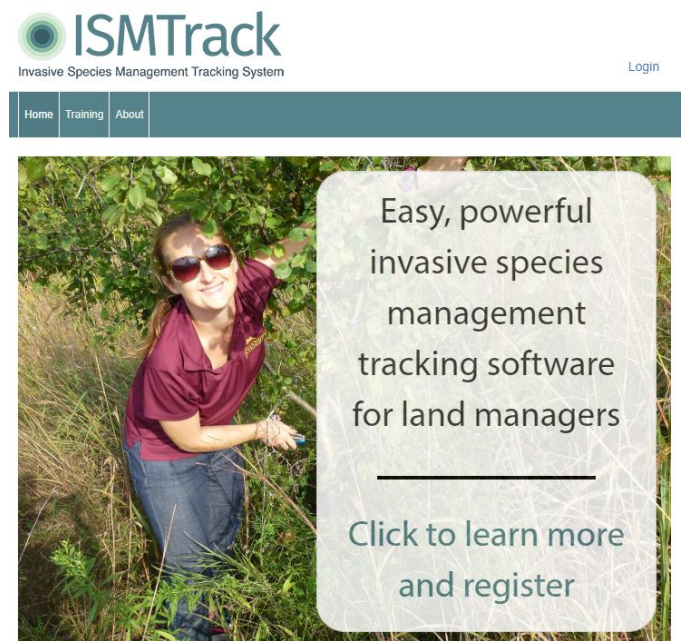 ISMTrack
Invasive Species Management Tracking System
Login
Home
Training
About
Easy, powerful
invasive species
management
tracking software
for land managers
Click to learn more
and register